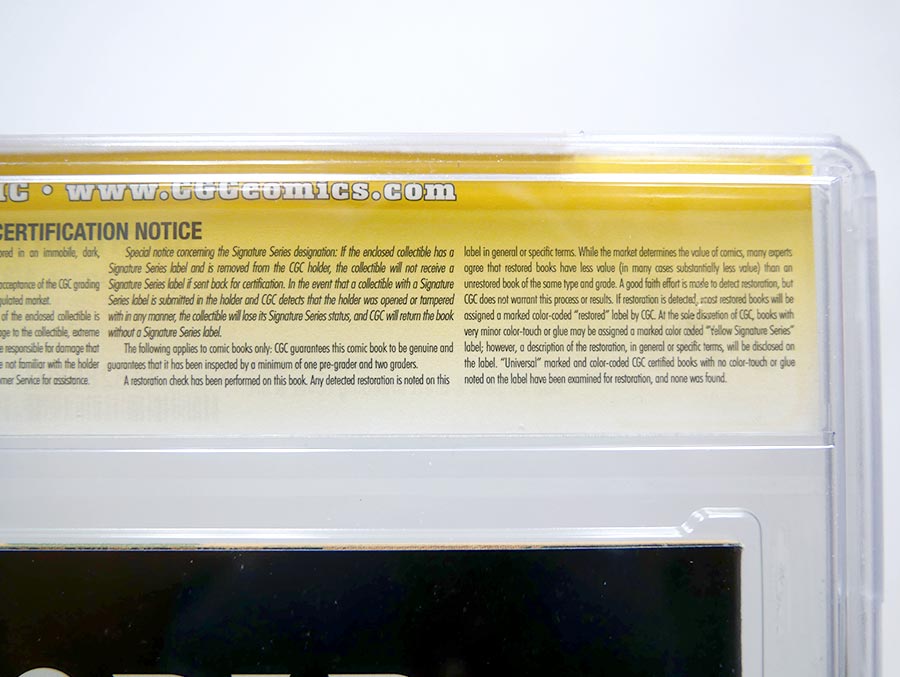 IC • www.CGCcomics.com
CERTIFICATION NOTICE
ored in an immobile, dark,
acceptance of the CGC grading
gulated market.
of the enclosed collectible is
age to the collectible, extreme
e responsible for damage that
e not familiar with the holder
omer Service for assistance.
Special notice concerning the Signature Series designation: If the enclosed collectible has a
Signature Series label and is removed from the CGC holder, the collectible will not receive a
Signature Series label if sent back for certification. In the event that a collectible with a Signature
Series label is submitted in the holder and CGC detects that the holder was opened or tampered
with in any manner, the collectible will lose its Signature Series status, and CGC will return the book
without a Signature Series label.
The following applies to comic books only: CGC guarantees this comic book to be genuine and
guarantees that it has been inspected by a minimum of one pre-grader and two graders.
A restoration check has been performed on this book. Any detected restoration is noted on this
label in general or specific terms. While the market determines the value of comics, many experts
agree that restored books have less value (in many cases substantially less value) than an
unrestored book of the same type and grade. A good faith effort is made to detect restoration, but
CGC does not warrant this process or results. If restoration is detected, most restored books will be
assigned a marked color-coded "restored" label by CGC. At the sole discretion of CGC, books with
very minor color-touch or glue may be assigned a marked color coded "Yellow Signature Series"
label; however, a description of the restoration, in general or specific terms, will be disclosed on
the label. "Universal" marked and color-coded CGC certified books with no color-touch or glue
noted on the label have been examined for restoration, and none was found.